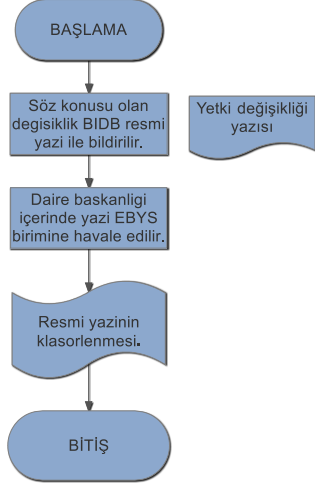 BAŞLAMA
Söz konusu olan
degisiklik BIDB resmi
yazi ile bildirilir.
Yetki değişikliği
yazısı
Daire baskanligi
içerinde yazi EBYS
birimine havale edilir.
Resmi yazinin
klasorlenmesi.
BİTİŞ